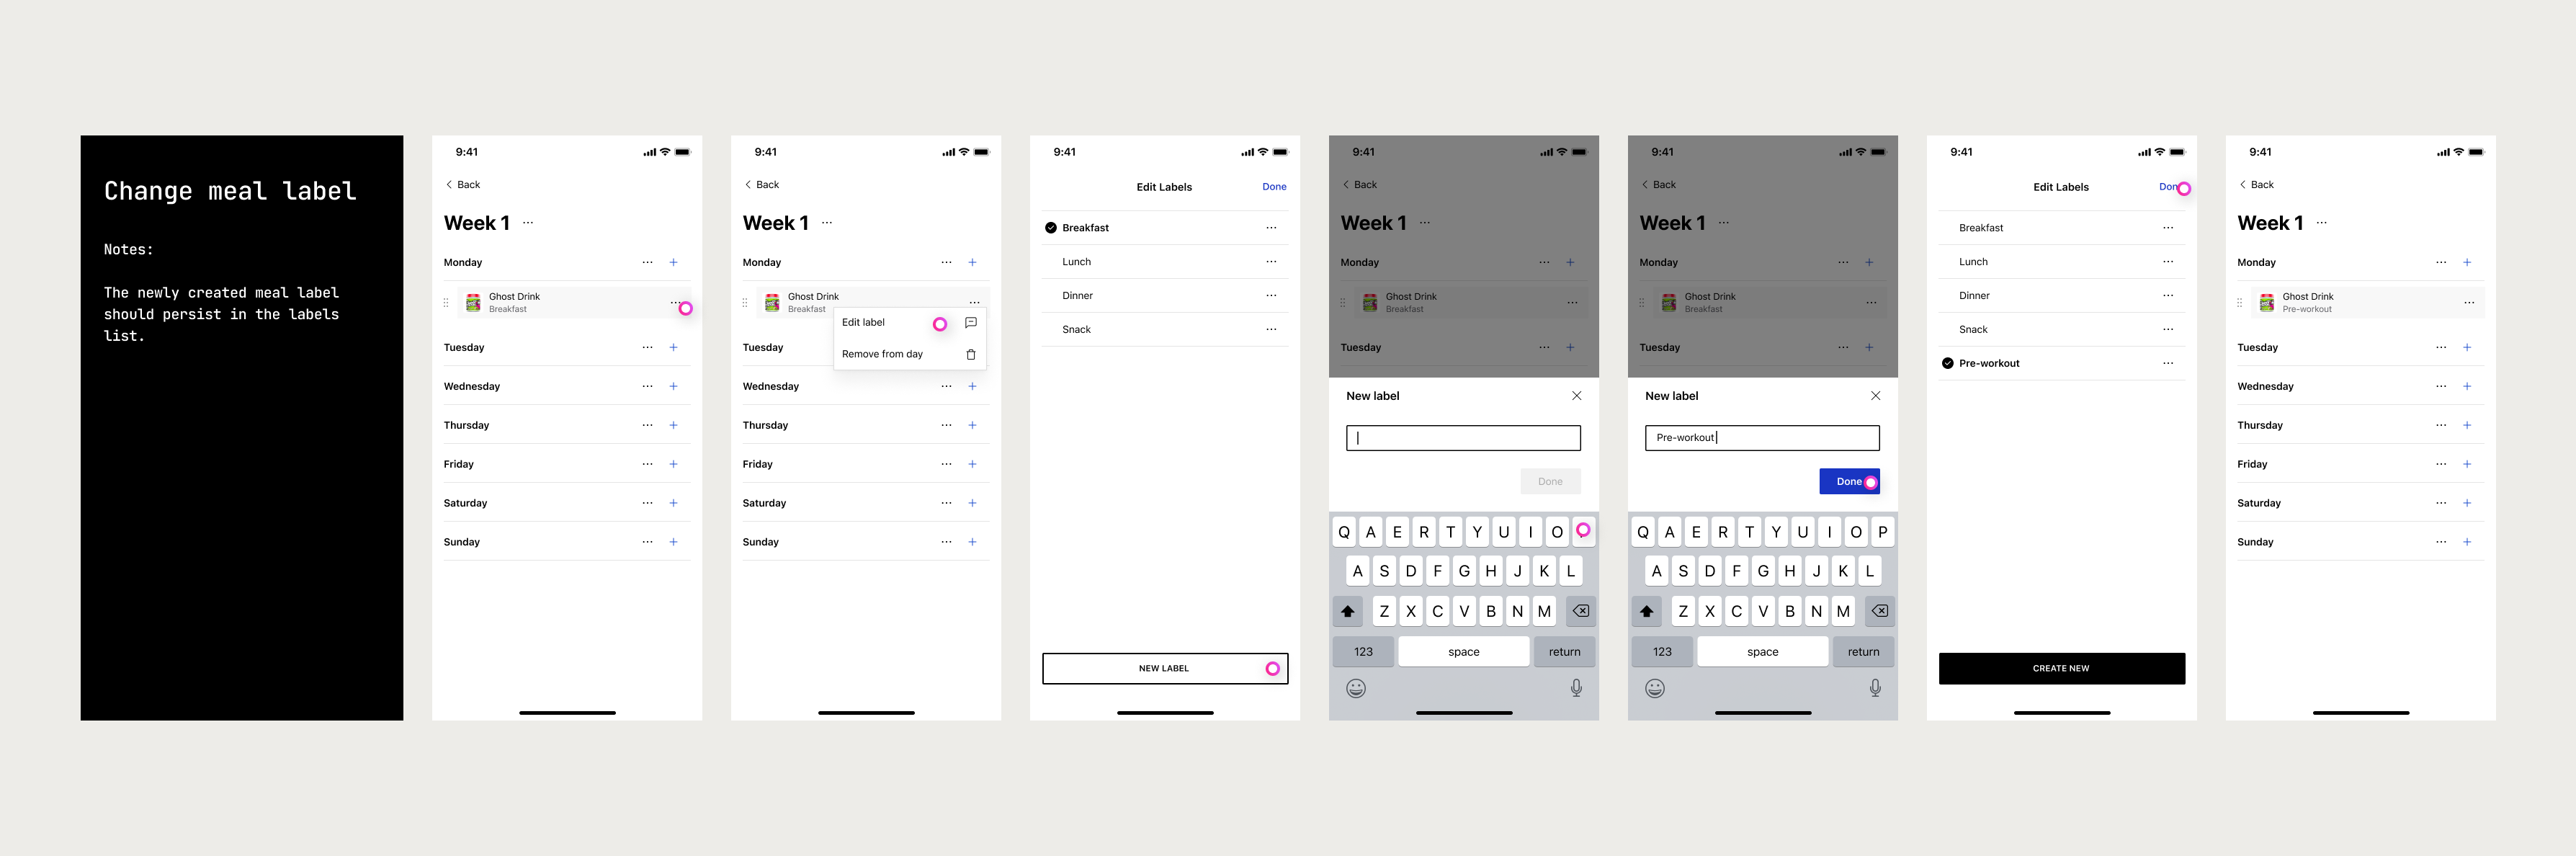 Change meal label
Notes:
The newly created meal label
should persist in the labels
list.
9:41
Back
Week 1
Monday
Ghost Drink
Breakfast
Tuesday
Wednesday
Thursday
Friday
Saturday
Sunday
9:41
Back
Week 1
Monday
Ghost Drink
Breakfast
Edit label
Tuesday
Remove from day
Wednesday
Thursday
Friday
Saturday
Sunday
9:41
Edit Labels Done
Breakfast
Lunch
Dinner
Snack
NEW LABEL
9:41
Back
Week 1
Monday
Ghost Drink
Breakfast
Tuesday
New label
Done
Q A E R T Y U I O
A S D F G H J K L
Z X C V B N M
123 space return
9:41
Back
Week 1
Monday
Ghost Drink
Breakfast
Tuesday
New label
Pre-workout
Done
Q A E R T Y U I O P
A S D F G H J K L
Z X C V B N M
123 space return
9:41
Edit Labels Don
Breakfast
Lunch
Dinner
Snack
Pre-workout
CREATE NEW
9:41
Back
Week 1
Monday
Ghost Drink
Pre-workout
Tuesday
Wednesday
Thursday
Friday
Saturday
Sunday